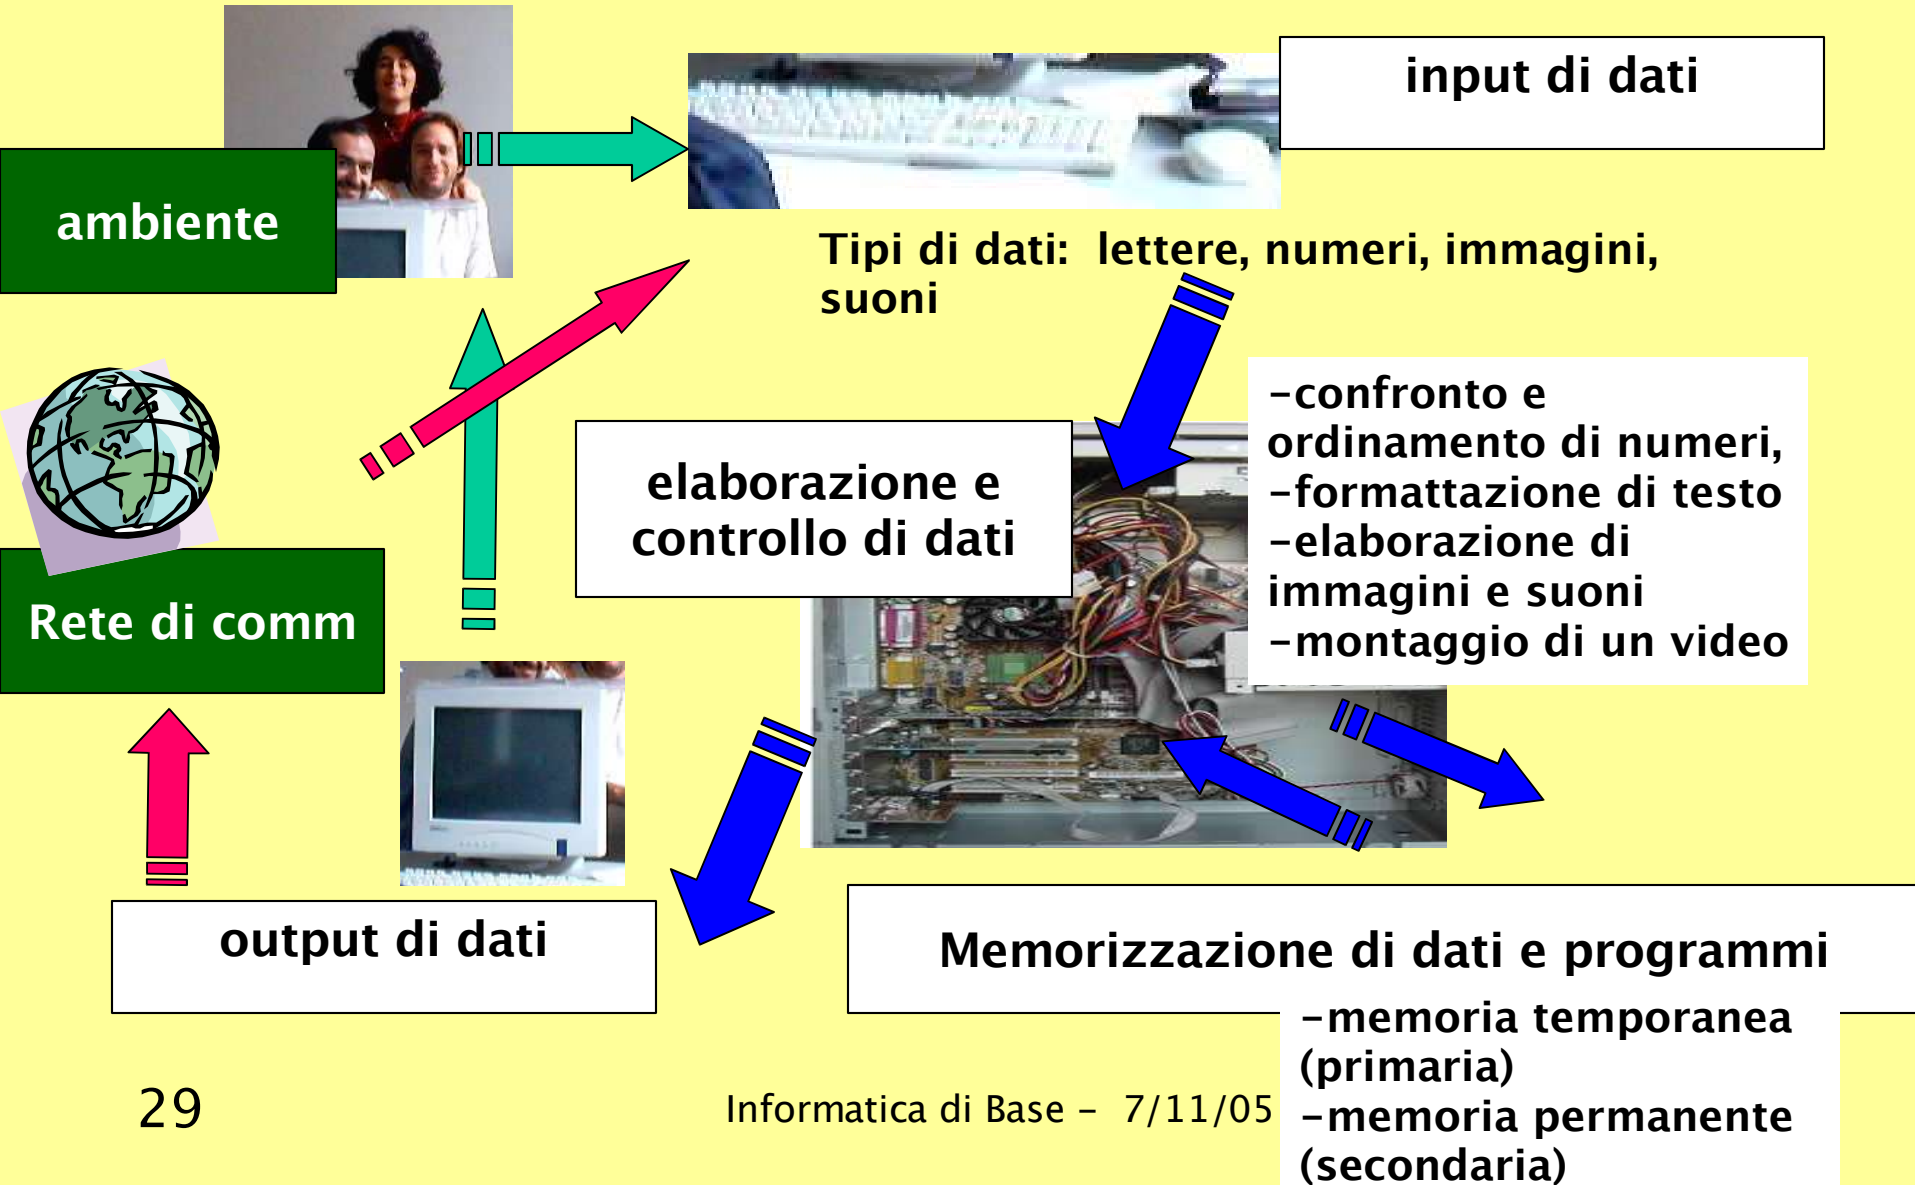 input di dati
ambiente
Tipi di dati: lettere, numeri, immagini,
suoni
-confronto e
ordinamento di numeri,
-formattazione di testo
-elaborazione di
immagini e suoni
-montaggio di un video
elaborazione e
controllo di dati
Rete di comm
output di dati
Memorizzazione di dati e programmi
-memoria temporanea
(primaria)
-memoria permanente
(secondaria)
29
Informatica di Base - 7/11/05